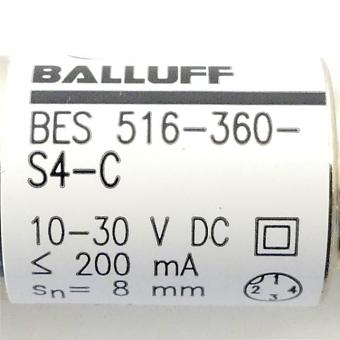 BALLUFF
BES 516-360-
S4-C
10-30 V DC
≤ 200 mA
sn= 8 mm
1
2 4
3